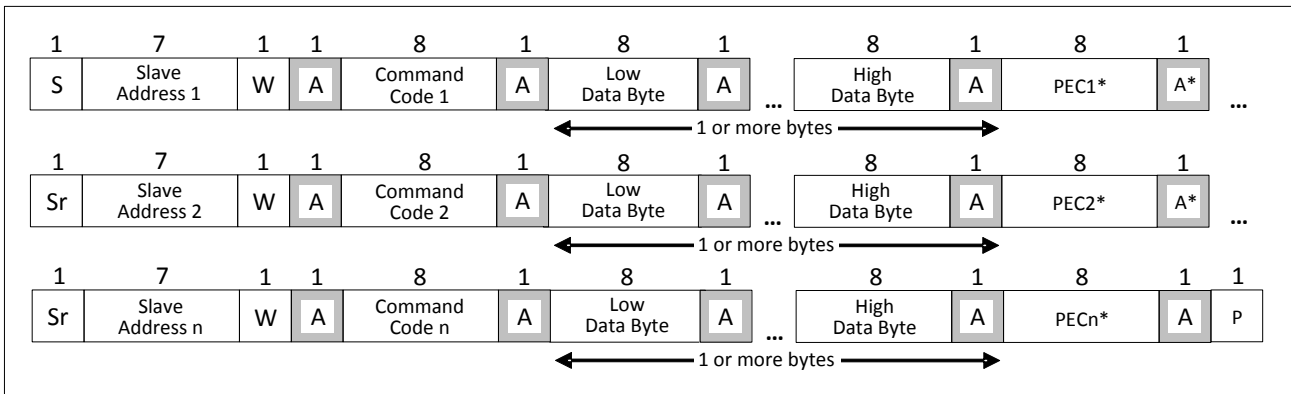 1 7 1 1 8 1 8 1 8 1 8 1
S Slave Address 1 W A Command Code 1 A Low Data Byte A ... High Data Byte A PEC1* A* ...
1 or more bytes
1 7 1 1 8 1 8 1 8 1 8 1
Sr Slave Address 2 W A Command Code 2 A Low Data Byte A ... High Data Byte A PEC2* A* ...
1 or more bytes
1 7 1 1 8 1 8 1 8 1 8 1 1
Sr Slave Address n W A Command Code n A Low Data Byte A ... High Data Byte A PECn* A P
1 or more bytes